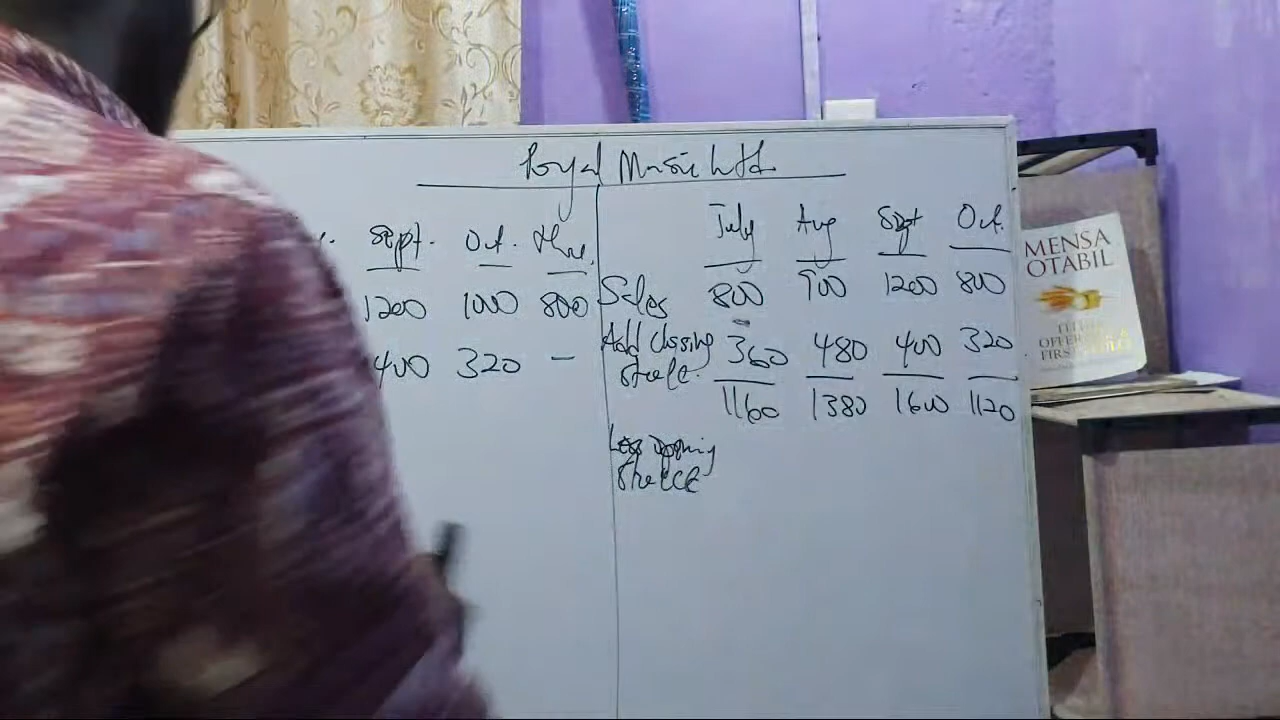 Royal Music Ltd
Sept. Oct. Nov.
1200 1000 800
400 320 —
July Aug Sept Oct.
Sales 800 900 1200 800
Add closing 360 480 400 320
Stock.
1160 1380 1600 1120
Less opening
Stock
MENSA
OTABIL